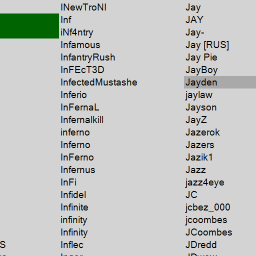 INewTroNI
Inf
iNf4ntry
Infamous
InfantryRush
InFEcT3D
InfectedMustashe
Inferio
InFernaL
Infernalkill
inferno
Inferno
InFerno
Infernus
InFi
Infidel
Infinite
infinity
Infinity
Inflec
Jay
JAY
Jay-
Jay [RUS]
Jay Pie
JayBoy
Jayden
jaylaw
Jayson
JayZ
Jazerok
Jazers
Jazik1
Jazz
jazz4eye
JC
jcbez_000
jcoombes
JCoombes
JDredd